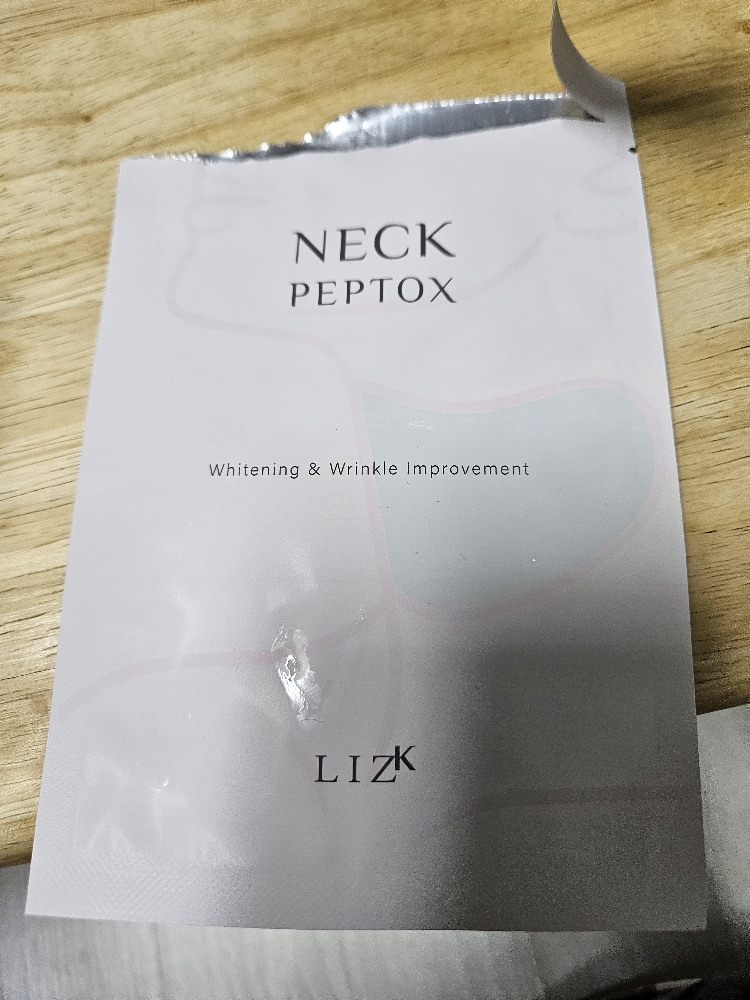 NECK
PEPTOX
Whitening & Wrinkle Improvement
LIZK